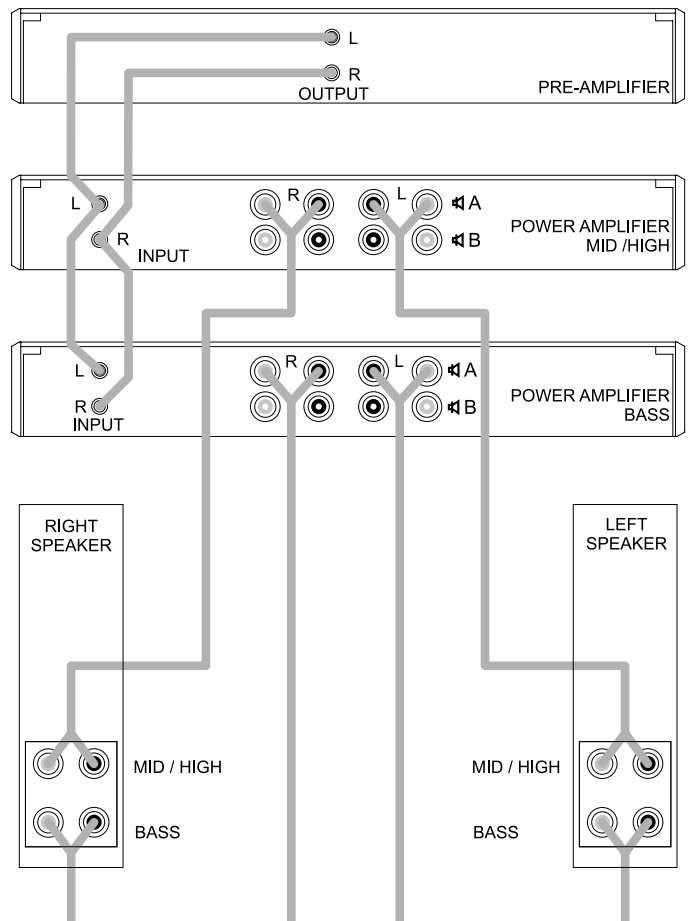 L
R
OUTPUT
PRE-AMPLIFIER
L
R
INPUT
R
L
A
B
POWER AMPLIFIER
MID /HIGH
L
R
INPUT
R
L
A
B
POWER AMPLIFIER
BASS
RIGHT
SPEAKER
LEFT
SPEAKER
MID / HIGH
BASS
MID / HIGH
BASS